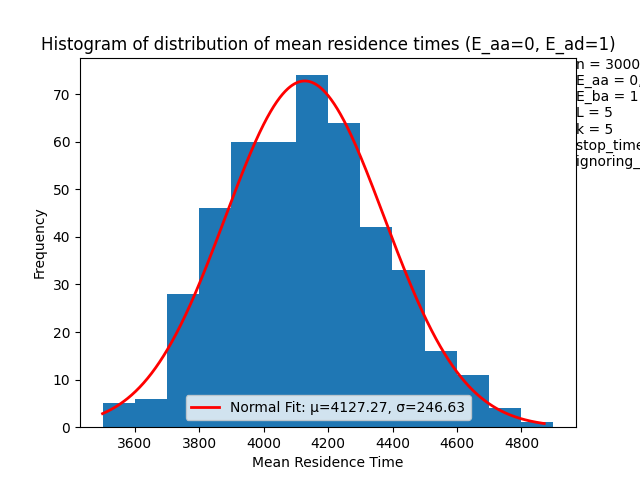 Histogram of distribution of mean residence times (E_aa=0, E_ad=1)
n = 3000
E_aa = 0,
E_ba = 1
L = 5
k = 5
stop_time
ignoring_
70
60
50
40
30
20
10
0
Frequency
Normal Fit: μ=4127.27, σ=246.63
3600 3800 4000 4200 4400 4600 4800
Mean Residence Time